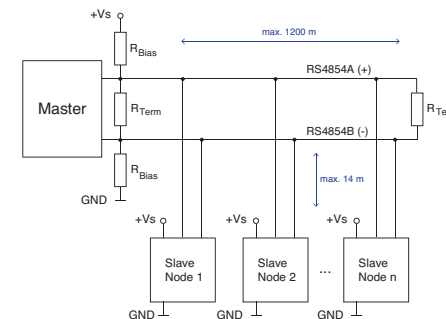 +Vs
max. 1200 m
RBias
RS4854A (+)
Master
RTerm
RTe
RS4854B (-)
RBias
max. 14 m
GND
+Vs
+Vs
+Vs
Slave
Node 1
Slave
Node 2
...
Slave
Node n
GND
GND
GND